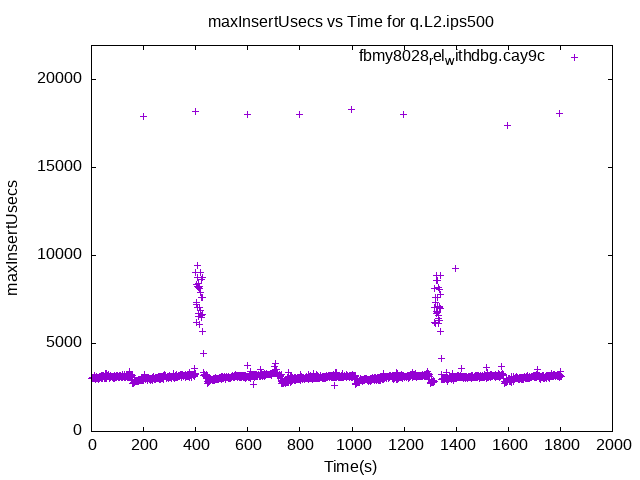 maxInsertUsecs vs Time for q.L2.ips500
fbmy8028relwithdbg.cay9c
20000
15000
10000
5000
0
maxInsertUsecs
0 200 400 600 800 1000 1200 1400 1600 1800 2000
Time(s)